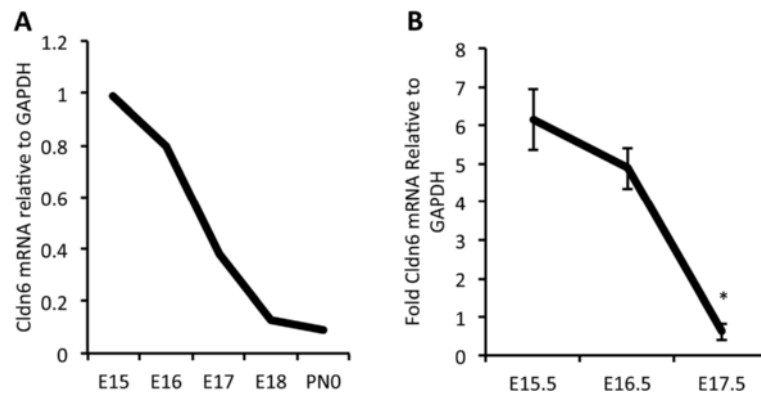 A
Cldn6 mRNA relative to GAPDH
1.2
1
0.8
0.6
0.4
0.2
0
E15 E16 E17 E18 PN0
B
Fold Cldn6 mRNA Relative to
GAPDH
8
7
6
5
4
3
2
1
0
*
E15.5 E16.5 E17.5